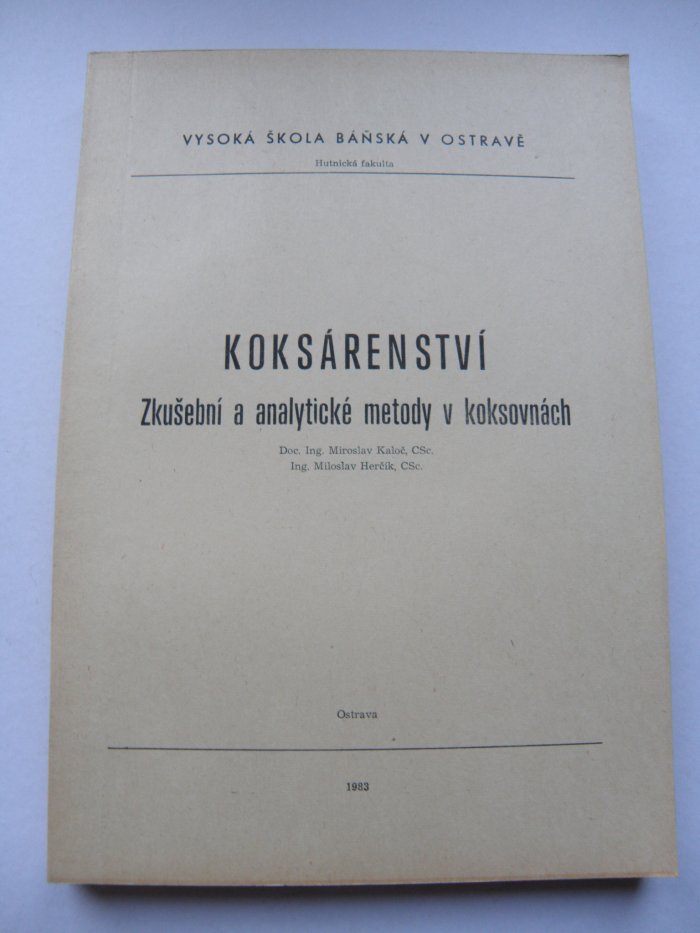 VYSOKÁ ŠKOLA BÁŇSKÁ V OSTRAVĚ
Hutnická fakulta
KOKSÁRENSTVÍ
Zkušební a analytické metody v koksovnách
Doc. Ing. Miroslav Kaloč, CSc.
Ing. Miloslav Herčík, CSc.
Ostrava
1983